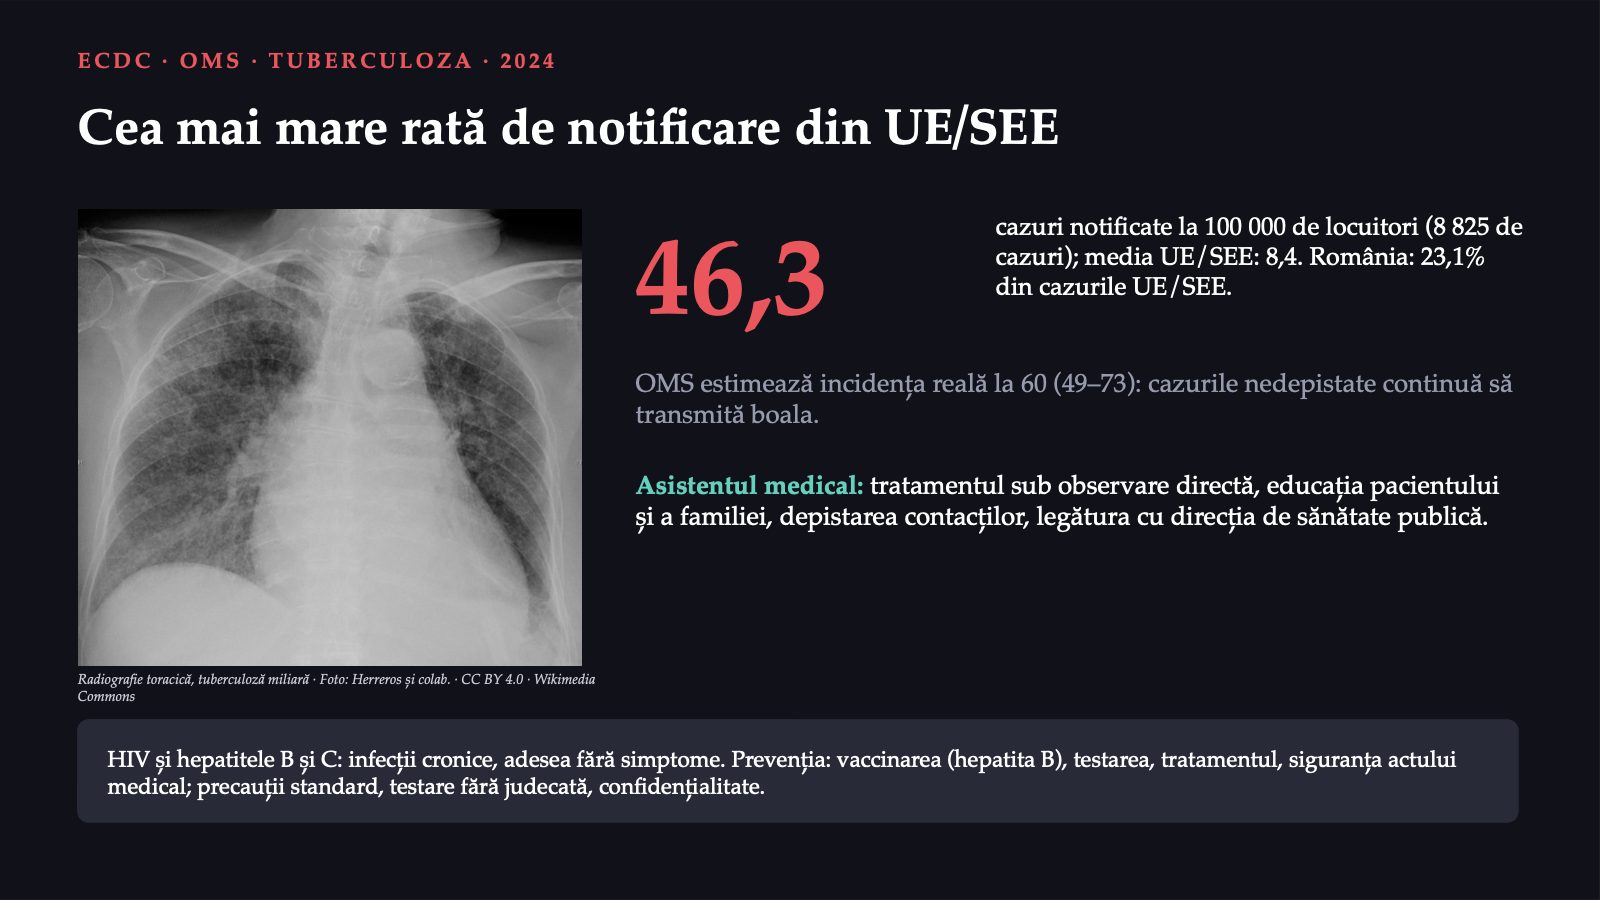 ECDC · OMS · TUBERCULOZA · 2024
Cea mai mare rată de notificare din UE/SEE
46,3
cazuri notificate la 100 000 de locuitori (8 825 de
cazuri); media UE/SEE: 8,4. România: 23,1%
din cazurile UE/SEE.
OMS estimează incidența reală la 60 (49–73): cazurile nedepistate continuă să
transmită boala.
Asistentul medical: tratamentul sub observare directă, educația pacientului
și a familiei, depistarea contacților, legătura cu direcția de sănătate publică.
Radiografie toracică, tuberculoză miliară · Foto: Herreros și colab. · CC BY 4.0 · Wikimedia
Commons
HIV și hepatitele B și C: infecții cronice, adesea fără simptome. Prevenția: vaccinarea (hepatita B), testarea, tratamentul, siguranța actului
medical; precauții standard, testare fără judecată, confidențialitate.